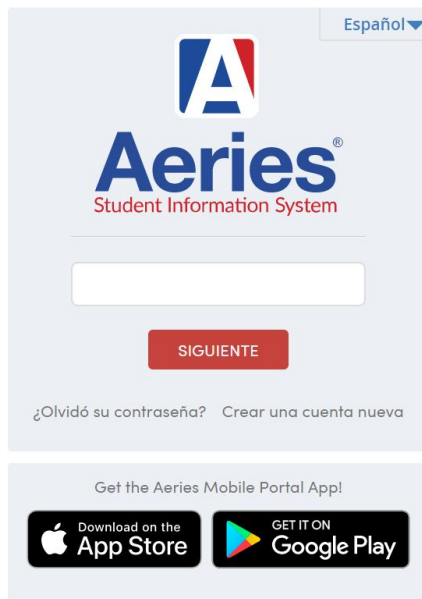 Español
A
Aeries®
Student Information System
SIGUIENTE
¿Olvidó su contraseña? Crear una cuenta nueva
Get the Aeries Mobile Portal App!
Download on the
App Store
GET IT ON
Google Play